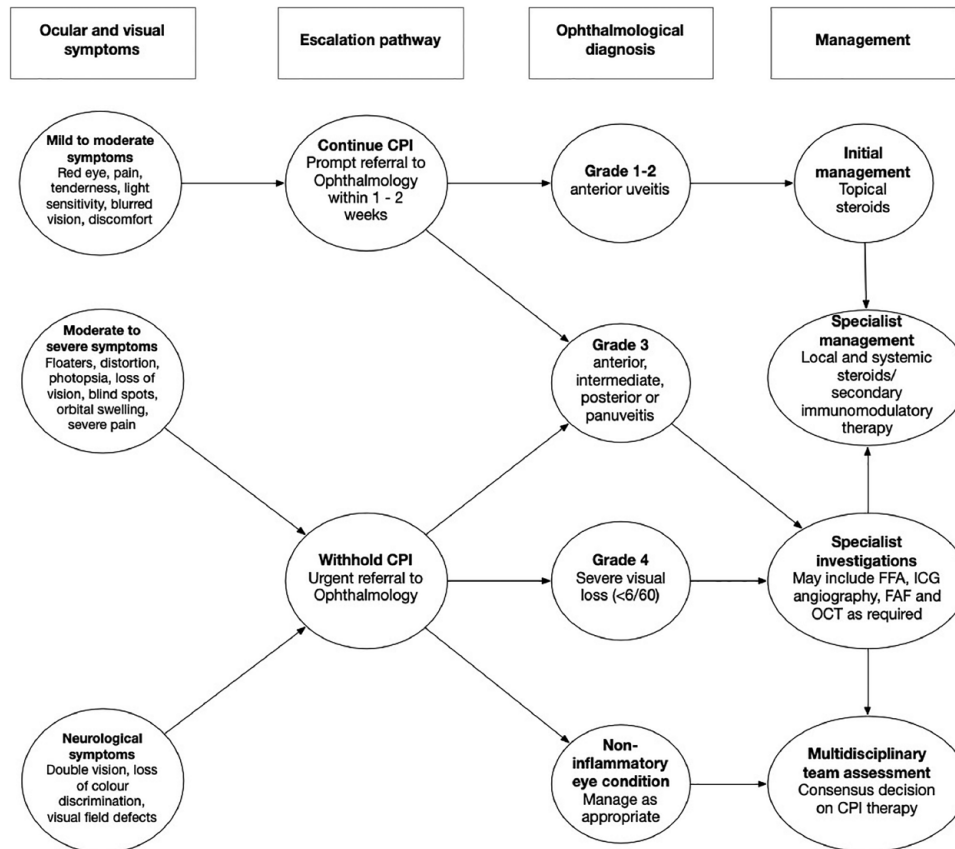 Ocular and visual
symptoms
Escalation pathway
Ophthalmological
diagnosis
Management
Mild to moderate
symptoms
Red eye, pain,
tenderness, light
sensitivity, blurred
vision, discomfort
Continue CPI
Prompt referral to
Ophthalmology
within 1 - 2
weeks
Grade 1-2
anterior uveitis
Initial
management
Topical
steroids
Moderate to
severe symptoms
Floaters, distortion,
photopsia, loss of
vision, blind spots,
orbital swelling,
severe pain
Grade 3
anterior,
intermediate,
posterior or
panuveitis
Specialist
management
Local and systemic
steroids/
secondary
immunomodulatory
therapy
Withhold CPI
Urgent referral to
Ophthalmology
Grade 4
Severe visual
loss (<6/60)
Specialist
investigations
May include FFA, ICG
angiography, FAF and
OCT as required
Neurological
symptoms
Double vision, loss
of colour
discrimination,
visual field defects
Non-
inflammatory
eye condition
Manage as
appropriate
Multidisciplinary
team assessment
Consensus decision
on CPI therapy